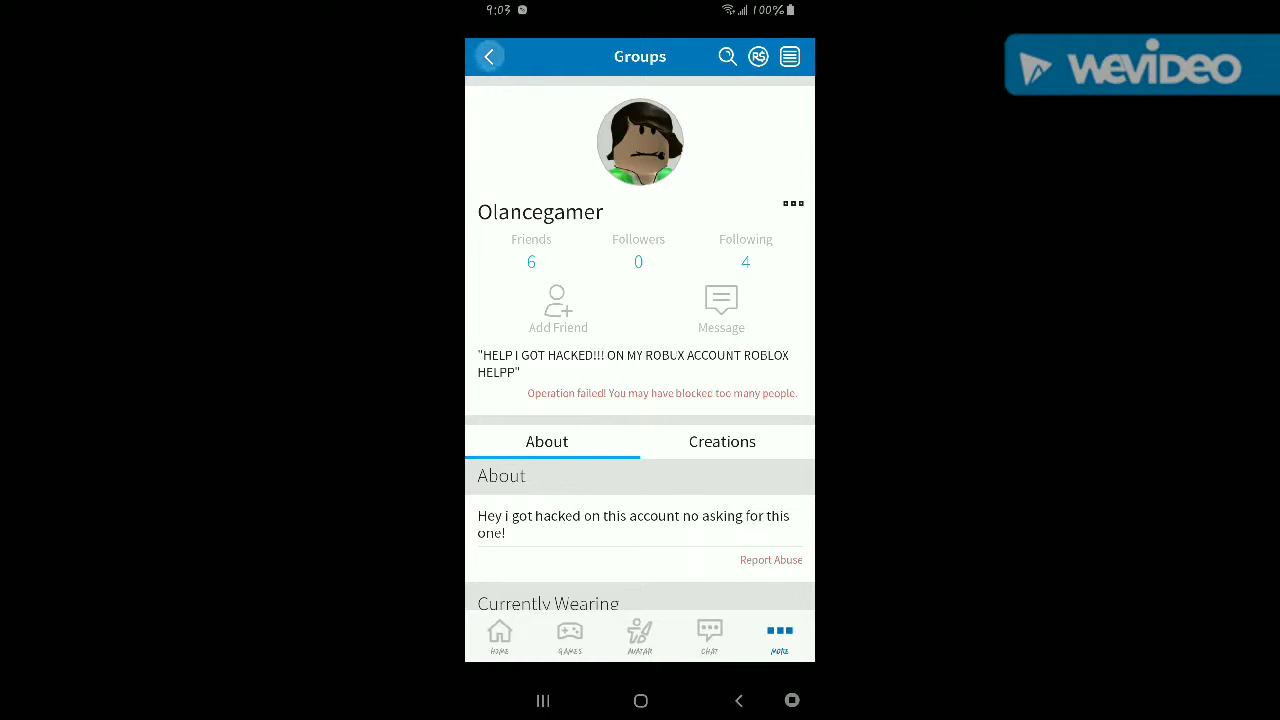 9:03
100%
WEVIDEO
Groups
R$
Olancegamer
Friends
Followers
Following
6
0
4
Add Friend
Message
"HELP I GOT HACKED!!! ON MY ROBUX ACCOUNT ROBLOX
HELPP"
Operation failed! You may have blocked too many people.
About
Creations
About
Hey i got hacked on this account no asking for this
one!
Report Abuse
Currently Wearing
HOME
GAMES
AVATAR
CHAT
MORE